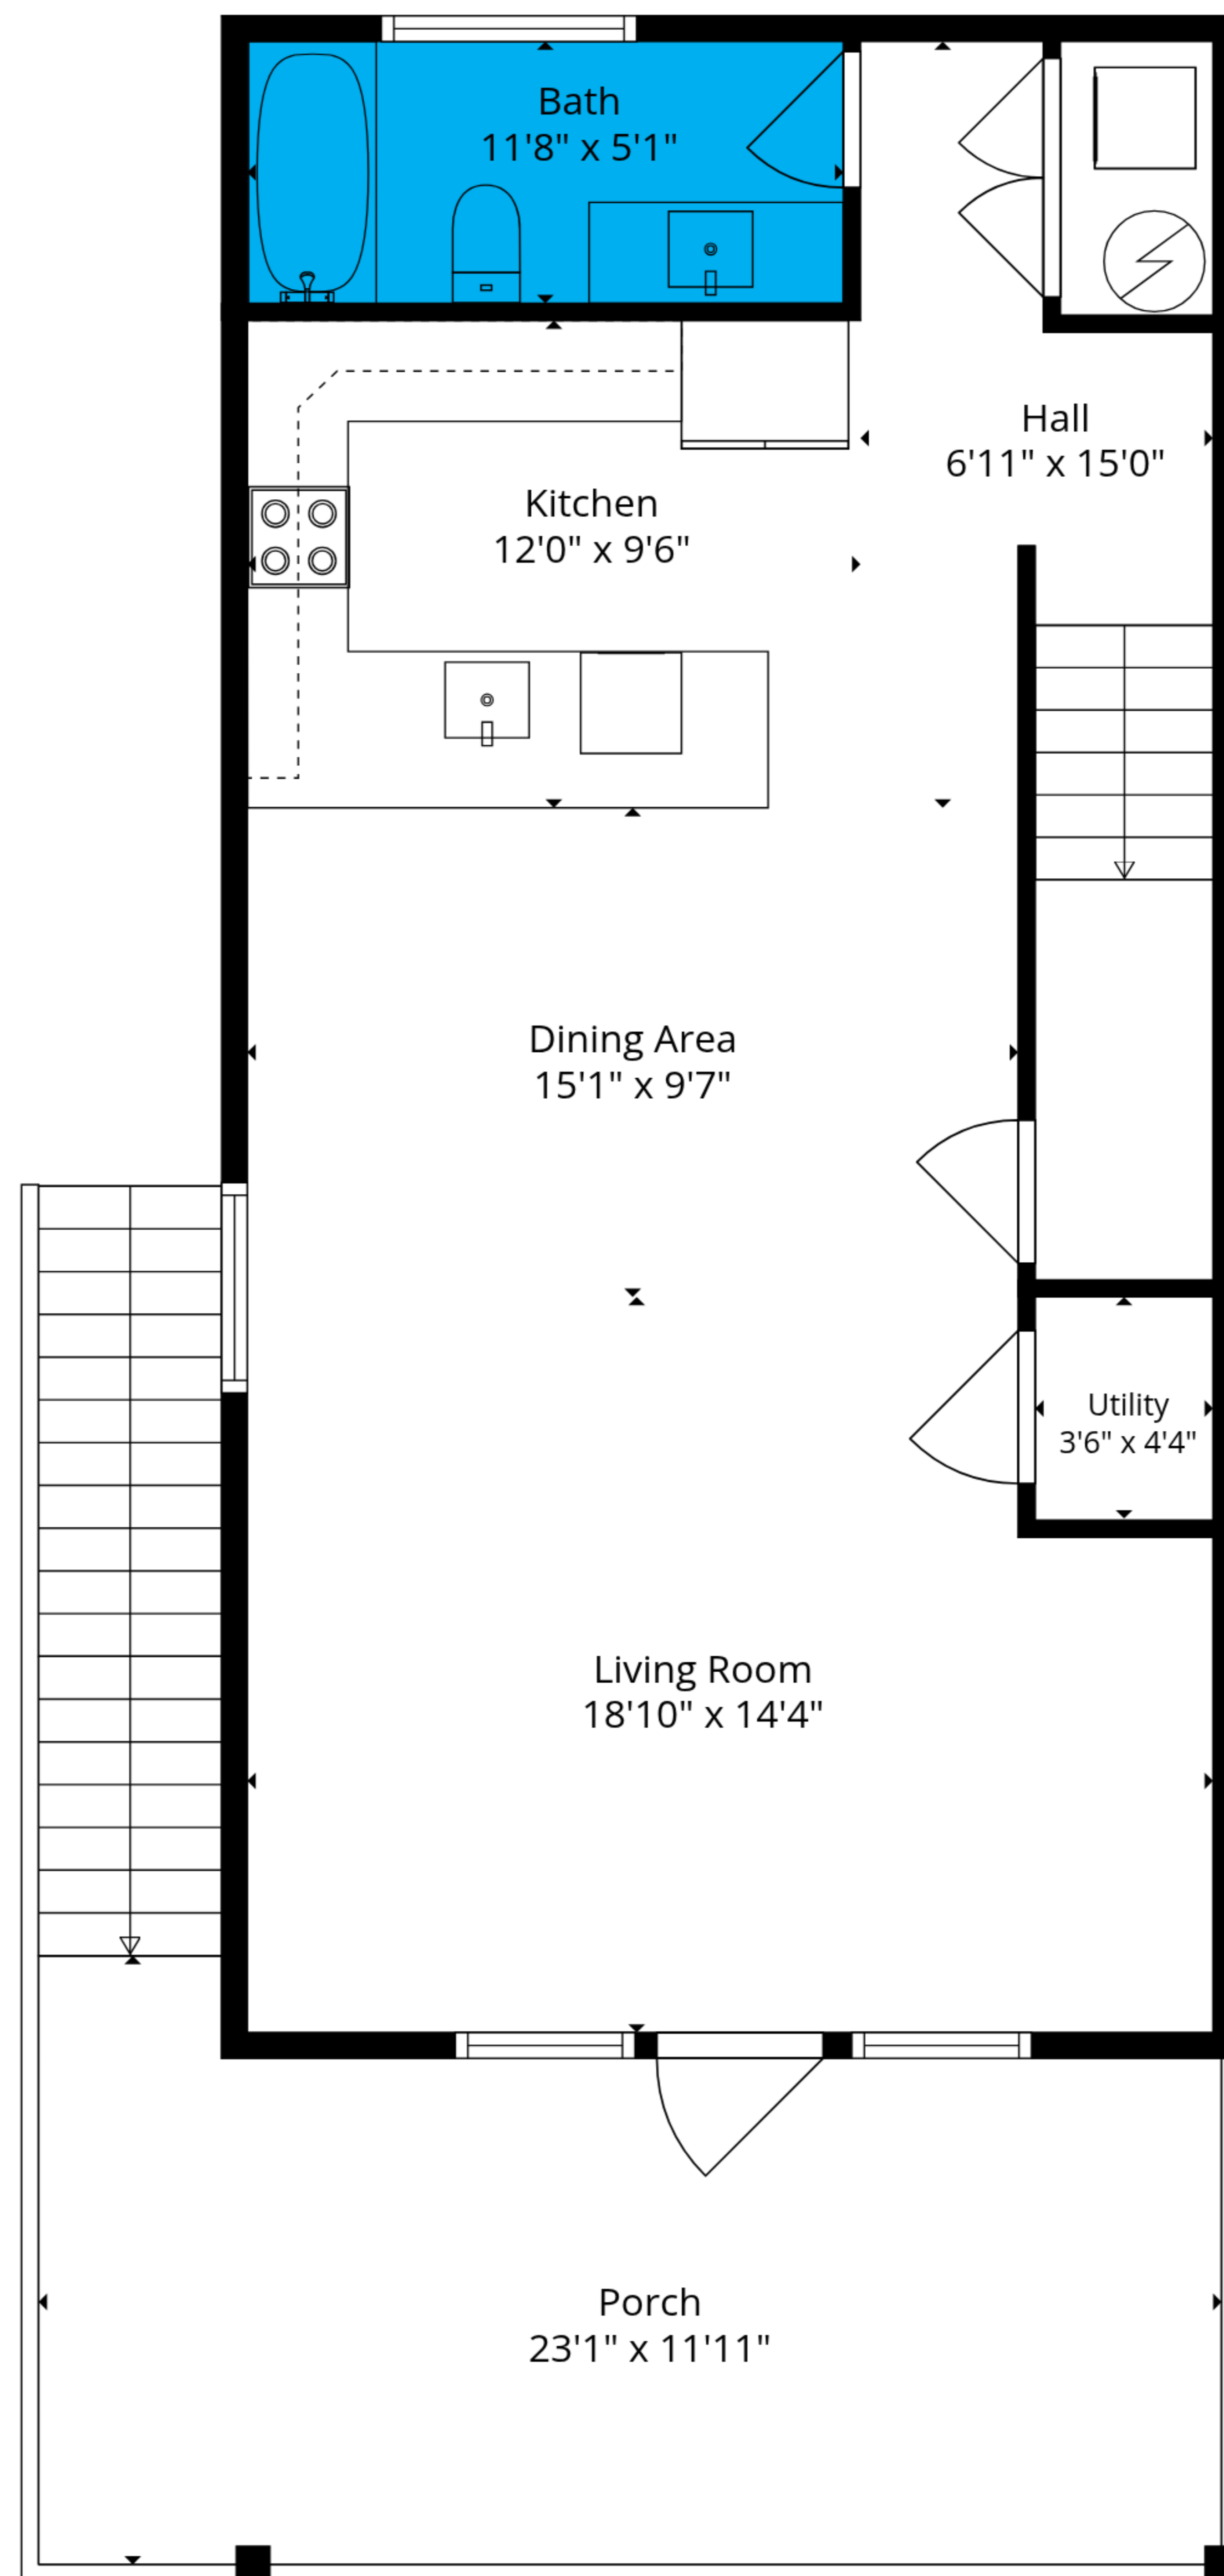 Bath
11'8" x 5'1"
Hall
6'11" x 15'0"
Kitchen
12'0" x 9'6"
Dining Area
15'1" x 9'7"
Utility
3'6" x 4'4"
Living Room
18'10" x 14'4"
Porch
23'1" x 11'11"